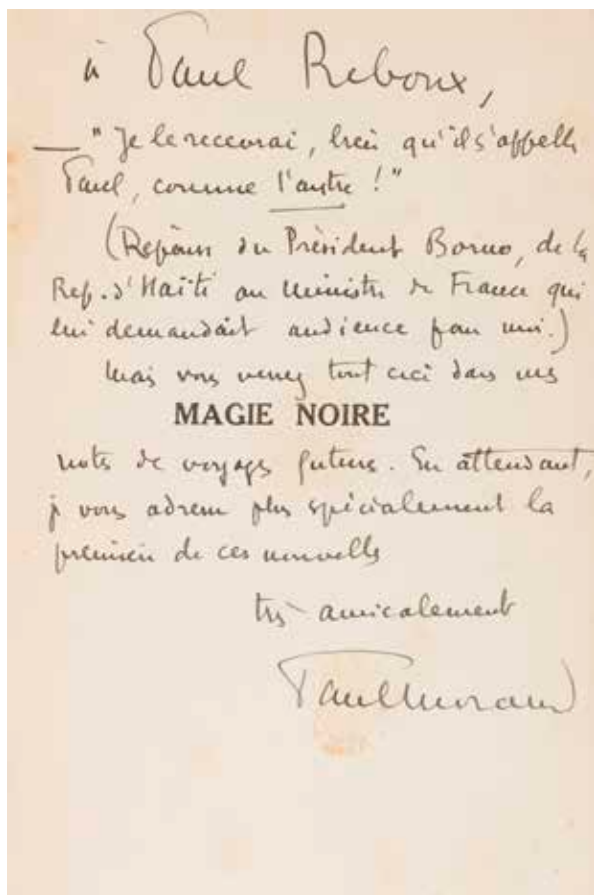 à Paul Reboux,
— "Je le recevrai, bien qu'il s'appelle
Paul, comme l'autre !"
(Réponse du Président Borno, de la
Rep. d'Haïti au Ministre de France qui
lui demandait audience pour moi.)
Mais vous verrez tout ceci dans mes
MAGIE NOIRE
notes de voyages futures. En attendant,
je vous adresse plus spécialement la
première de ces nouvelles
très amicalement
Paul Morand